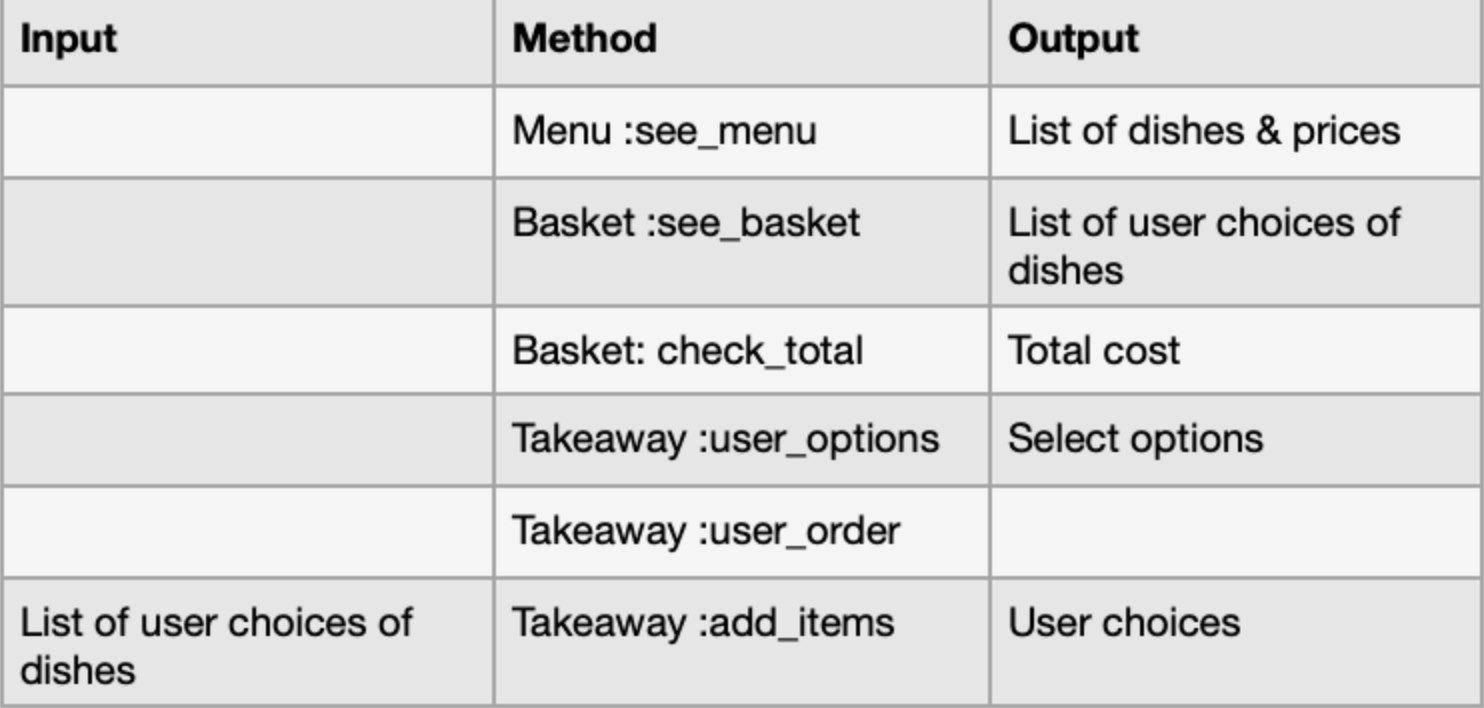 Input Method Output
Menu :see_menu List of dishes & prices
Basket :see_basket List of user choices of
dishes
Basket: check_total Total cost
Takeaway :user_options Select options
Takeaway :user_order
List of user choices of Takeaway :add_items User choices
dishes